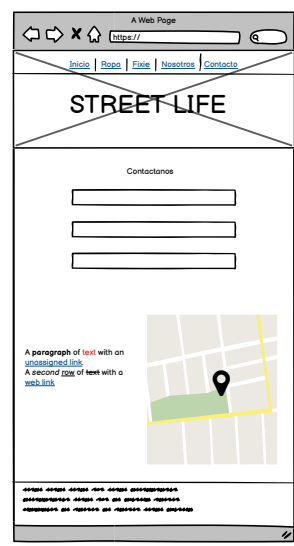 A Web Page
https://
Inicio Ropa Fixie Nosotros Contacto
STREET LIFE
Contactanos
A paragraph of text with an
unassigned link.
A second row of text with a
web link